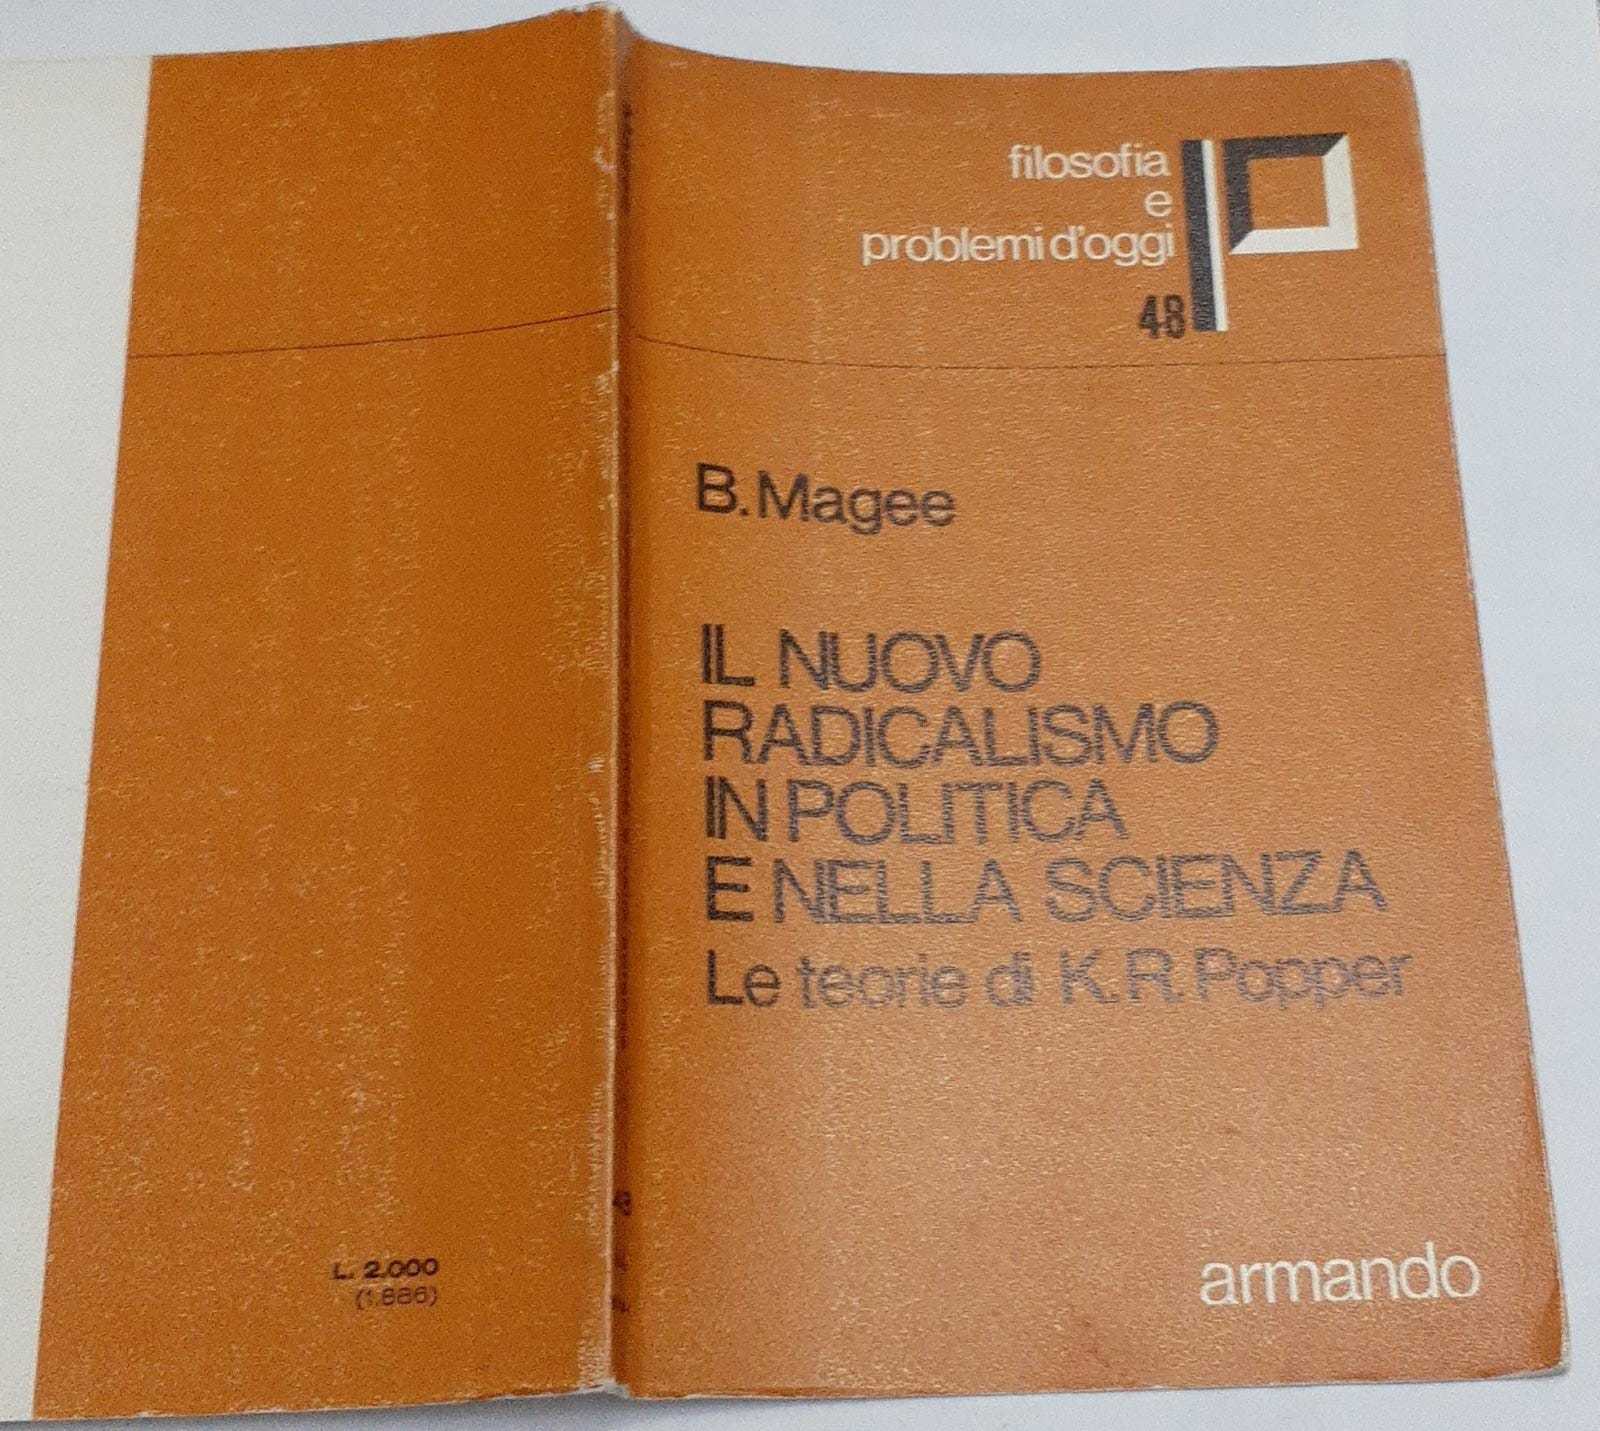 filosofia
e
problemi d'oggi
48
B. Magee
IL NUOVO
RADICALISMO
IN POLITICA
E NELLA SCIENZA
Le teorie di K.R. Popper
armando
L. 2.000
(1.886)